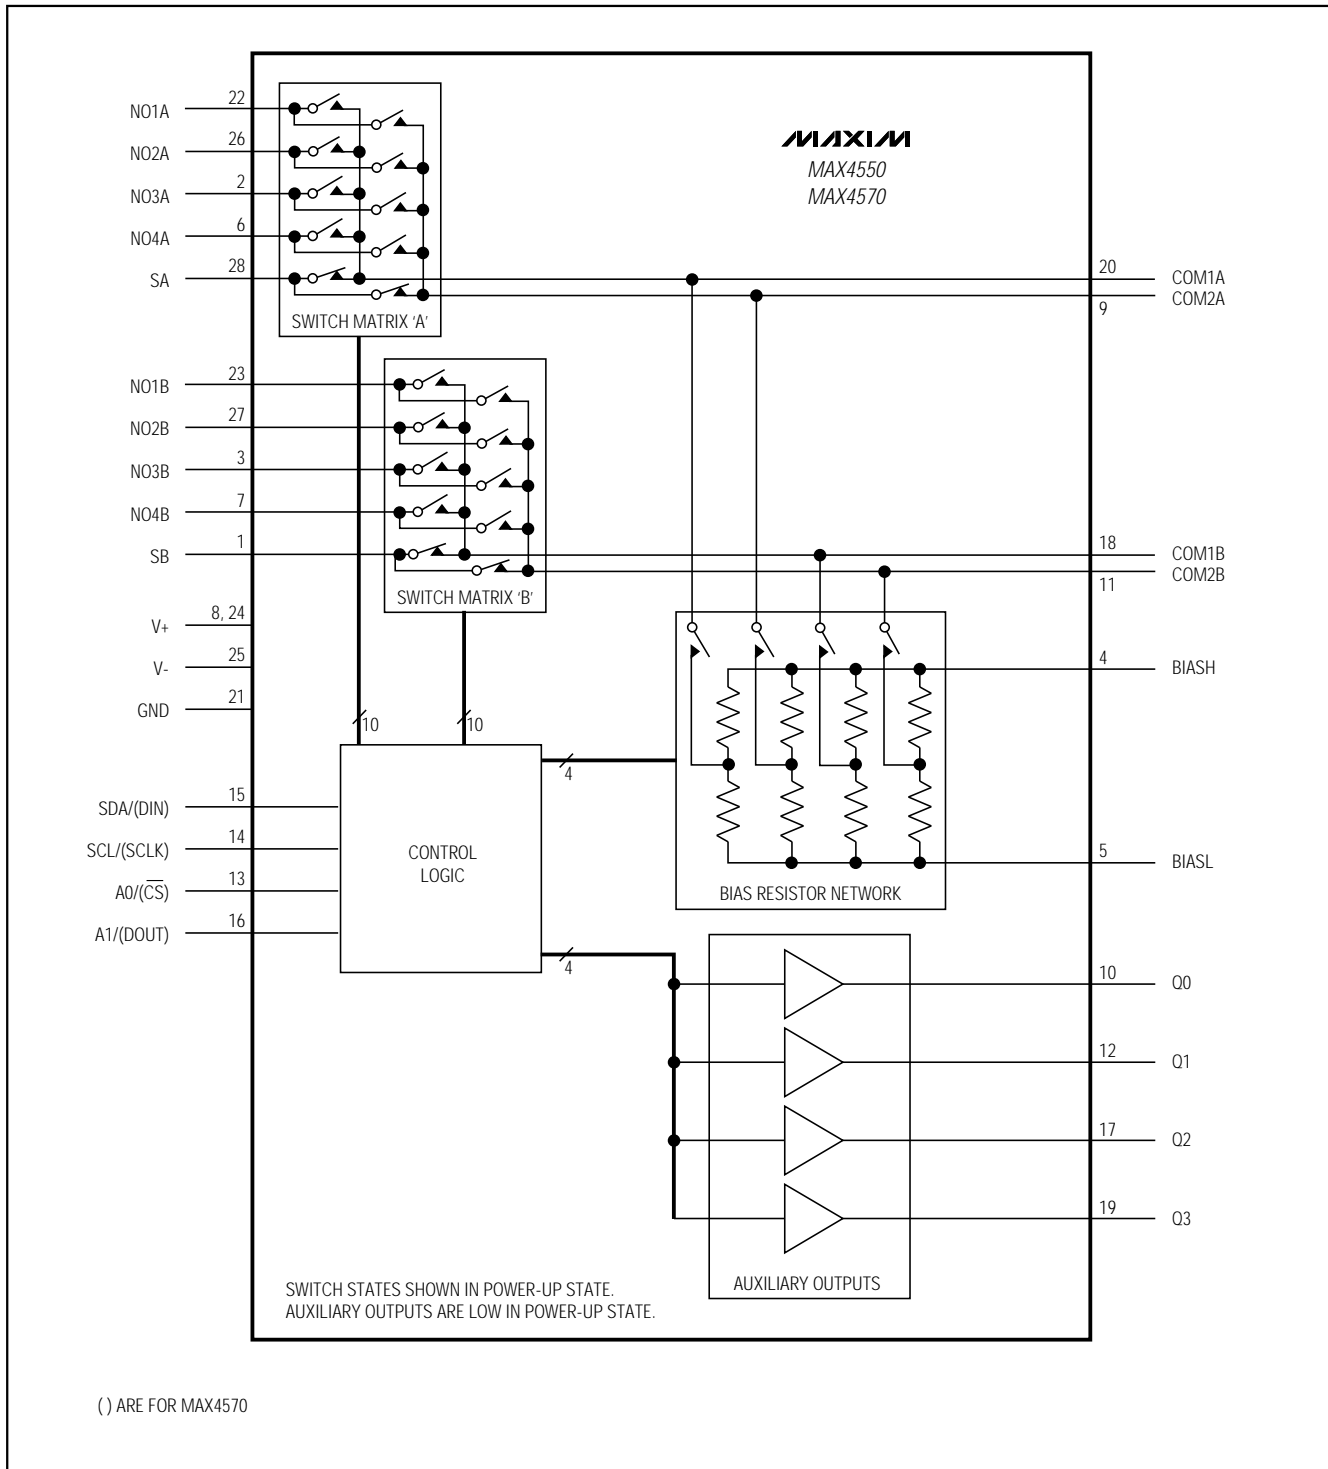 MAXIM
MAX4550
MAX4570
NO1A 22
NO2A 26
NO3A 2
NO4A 6
SA 28
SWITCH MATRIX 'A'
20 COM1A
9 COM2A
NO1B 23
NO2B 27
NO3B 3
NO4B 7
SB 1
SWITCH MATRIX 'B'
18 COM1B
11 COM2B
V+ 8, 24
V- 25
GND 21
10
10
4 BIASH
5 BIASL
BIAS RESISTOR NETWORK
4
SDA/(DIN) 15
SCL/(SCLK) 14
A0/(C̅S̅) 13
A1/(DOUT) 16
CONTROL
LOGIC
4
10 Q0
12 Q1
17 Q2
19 Q3
AUXILIARY OUTPUTS
SWITCH STATES SHOWN IN POWER-UP STATE.
AUXILIARY OUTPUTS ARE LOW IN POWER-UP STATE.
( ) ARE FOR MAX4570